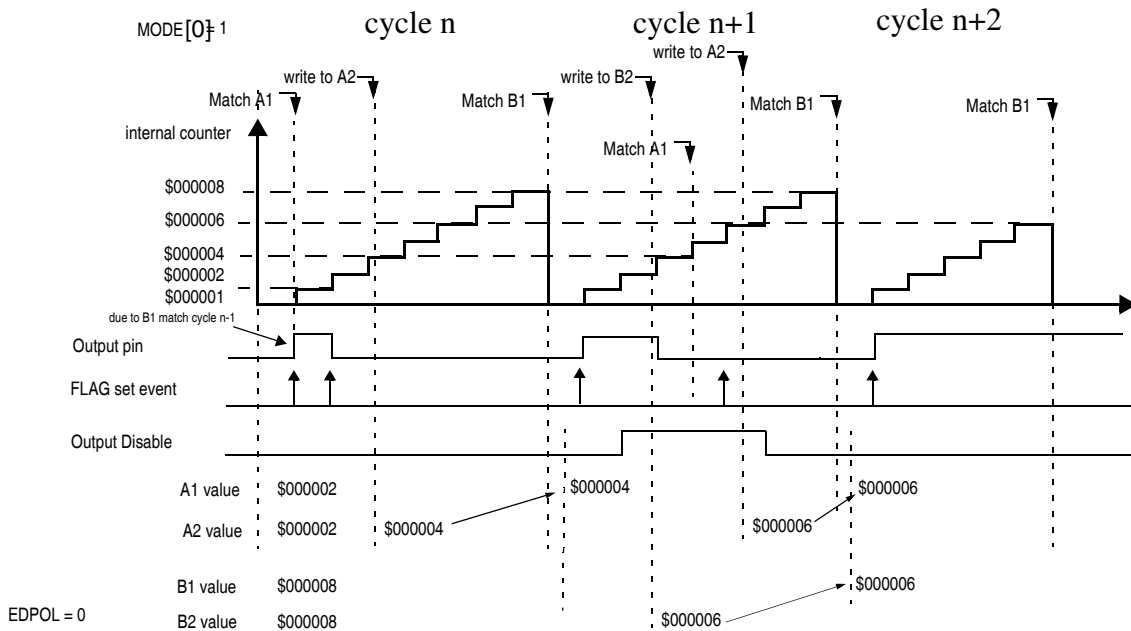 MODE[0]= 1
cycle n
cycle n+1
cycle n+2
write to A2
write to A2
write to B2
Match A1
Match B1
Match B1
Match B1
Match A1
internal counter
$000008
$000006
$000004
$000002
$000001
due to B1 match cycle n-1
Output pin
FLAG set event
Output Disable
A1 value $000002 $000004 $000006
A2 value $000002 $000004 $000006
B1 value $000008 $000006
EDPOL = 0
B2 value $000008 $000006